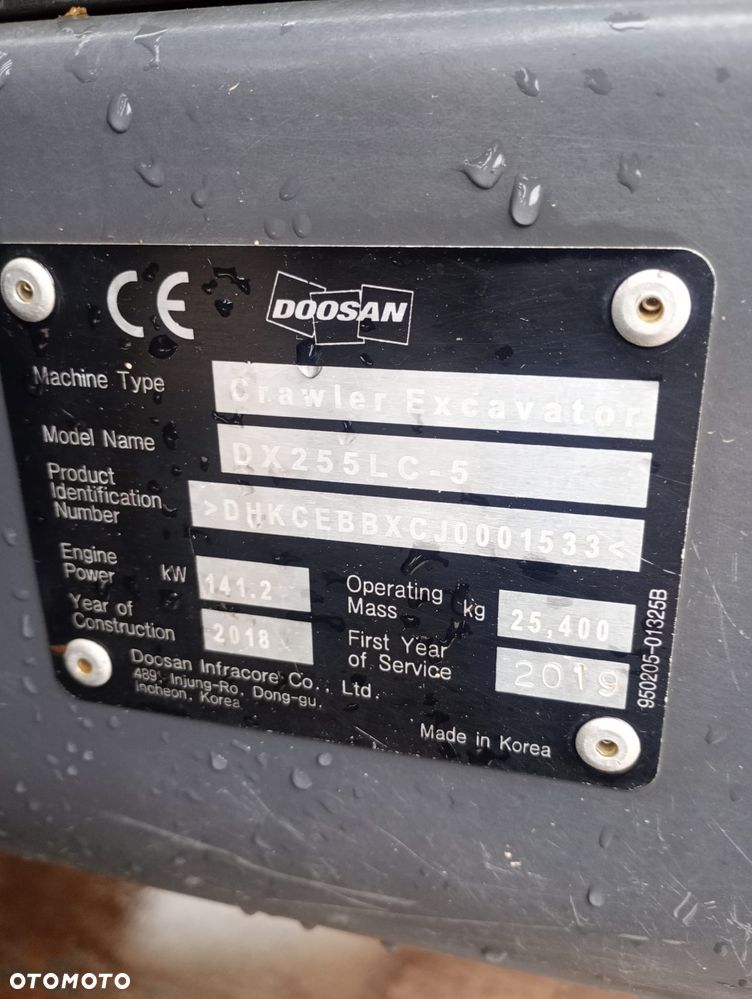 CE DOOSAN
Machine Type Crawler Excavator
Model Name DX255LC-5
Product
Identification
Number >DHKCEBBXCJ0001533<
Engine
Power kW 141.2
Operating
Mass kg 25,400
Year of
Construction 2018
First Year
of Service 2019
Doosan Infracore Co., Ltd.
489, Injung-Ro, Dong-gu,
Incheon, Korea
Made in Korea
950205-01325B
OTOMOTO